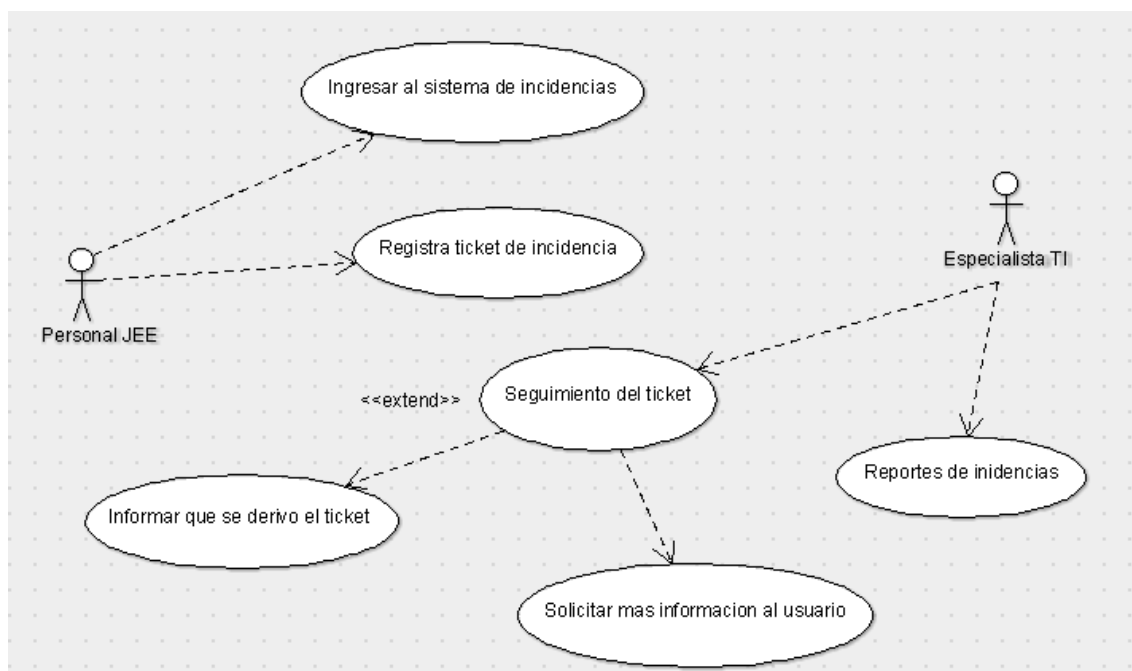 Ingresar al sistema de incidencias
Registra ticket de incidencia
Especialista TI
Personal JEE
Seguimiento del ticket
<<extend>>
Reportes de inidencias
Informar que se derivo el ticket
Solicitar mas informacion al usuario